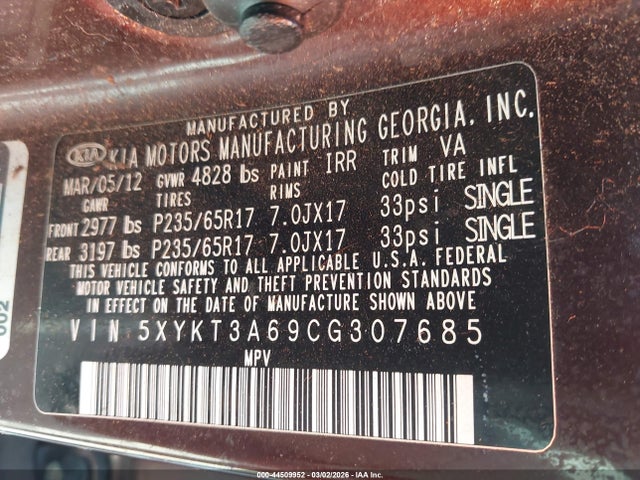 MANUFACTURED BY
KIA KIA MOTORS MANUFACTURING GEORGIA, INC.
MAR/05/12 GVWR 4828 lbs PAINT IRR TRIM VA
GAWR TIRES RIMS COLD TIRE INFL
FRONT 2977 lbs P235/65R17 7.0JX17 33psi SINGLE
REAR 3197 lbs P235/65R17 7.0JX17 33psi SINGLE
THIS VEHICLE CONFORMS TO ALL APPLICABLE U.S.A. FEDERAL
MOTOR VEHICLE SAFETY AND THEFT PREVENTION STANDARDS
IN EFFECT ON THE DATE OF MANUFACTURE SHOWN ABOVE
VIN 5XYKT3A69CG307685
MPV
002
000-44509952 | 03/02/2026 | IAA Inc.